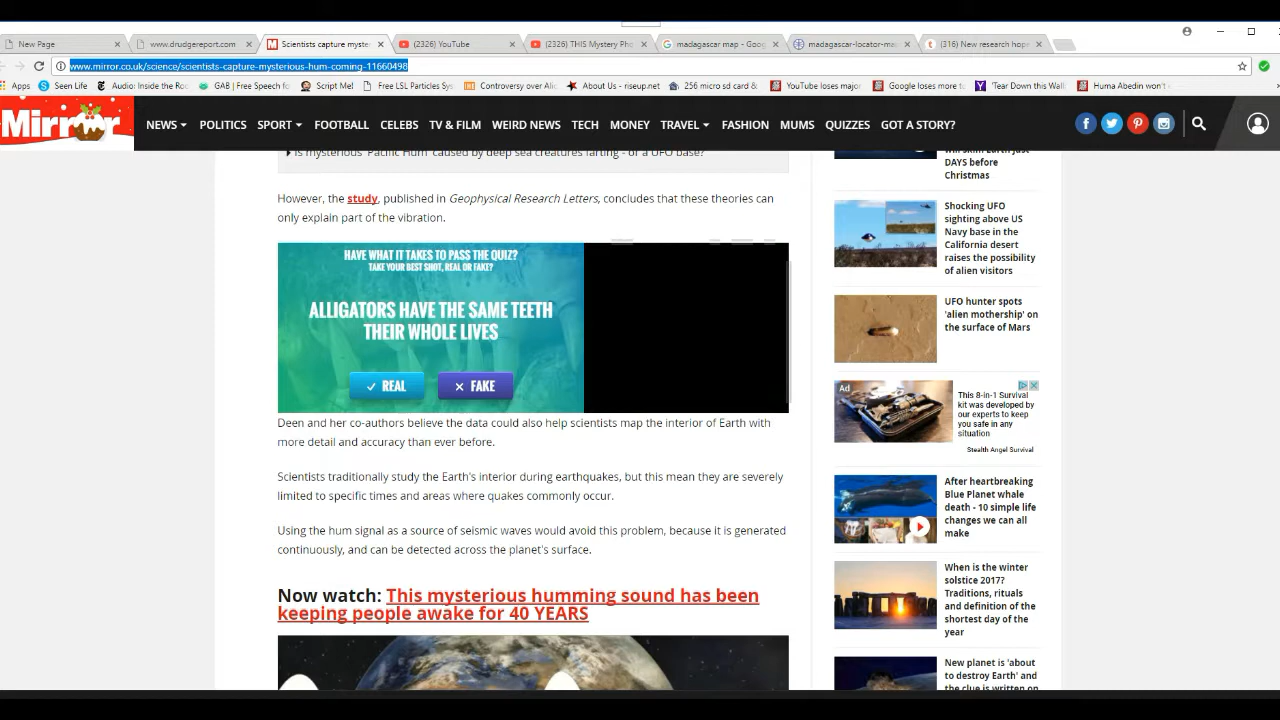 New Page
www.drudgereport.com
Scientists capture myste
(2326) YouTube
(2326) THIS Mystery Pho
madagascar map - Goog
madagascar-locator-ma
(316) New research hop
www.mirror.co.uk/science/scientists-capture-mysterious-hum-coming-11660498
Apps
Seen Life
Audio: Inside the Rou
GAB | Free Speech fo
Script Me!
Free LSL Particles Sys
Controversy over Alie
About Us - riseup.net
256 micro sd card &
YouTube loses major
Google loses more to
'Tear Down this Wall
Huma Abedin won't
Mirror
NEWS
POLITICS
SPORT
FOOTBALL
CELEBS
TV & FILM
WEIRD NEWS
TECH
MONEY
TRAVEL
FASHION
MUMS
QUIZZES
GOT A STORY?
Is mysterious 'Pacific Hum' caused by deep sea creatures farting - or a UFO base?
However, the study, published in Geophysical Research Letters, concludes that these theories can
only explain part of the vibration.
HAVE WHAT IT TAKES TO PASS THE QUIZ?
TAKE YOUR BEST SHOT, REAL OR FAKE?
ALLIGATORS HAVE THE SAME TEETH
THEIR WHOLE LIVES
REAL
FAKE
Deen and her co-authors believe the data could also help scientists map the interior of Earth with
more detail and accuracy than ever before.
Scientists traditionally study the Earth's interior during earthquakes, but this mean they are severely
limited to specific times and areas where quakes commonly occur.
Using the hum signal as a source of seismic waves would avoid this problem, because it is generated
continuously, and can be detected across the planet's surface.
Now watch: This mysterious humming sound has been
keeping people awake for 40 YEARS
will skim Earth just
DAYS before
Christmas
Shocking UFO
sighting above US
Navy base in the
California desert
raises the possibility
of alien visitors
UFO hunter spots
'alien mothership' on
the surface of Mars
Ad
This 8-in-1 Survival
kit was developed by
our experts to keep
you safe in any
situation
Stealth Angel Survival
After heartbreaking
Blue Planet whale
death - 10 simple life
changes we can all
make
When is the winter
solstice 2017?
Traditions, rituals
and definition of the
shortest day of the
year
New planet is 'about
to destroy Earth' and
the clue is written on